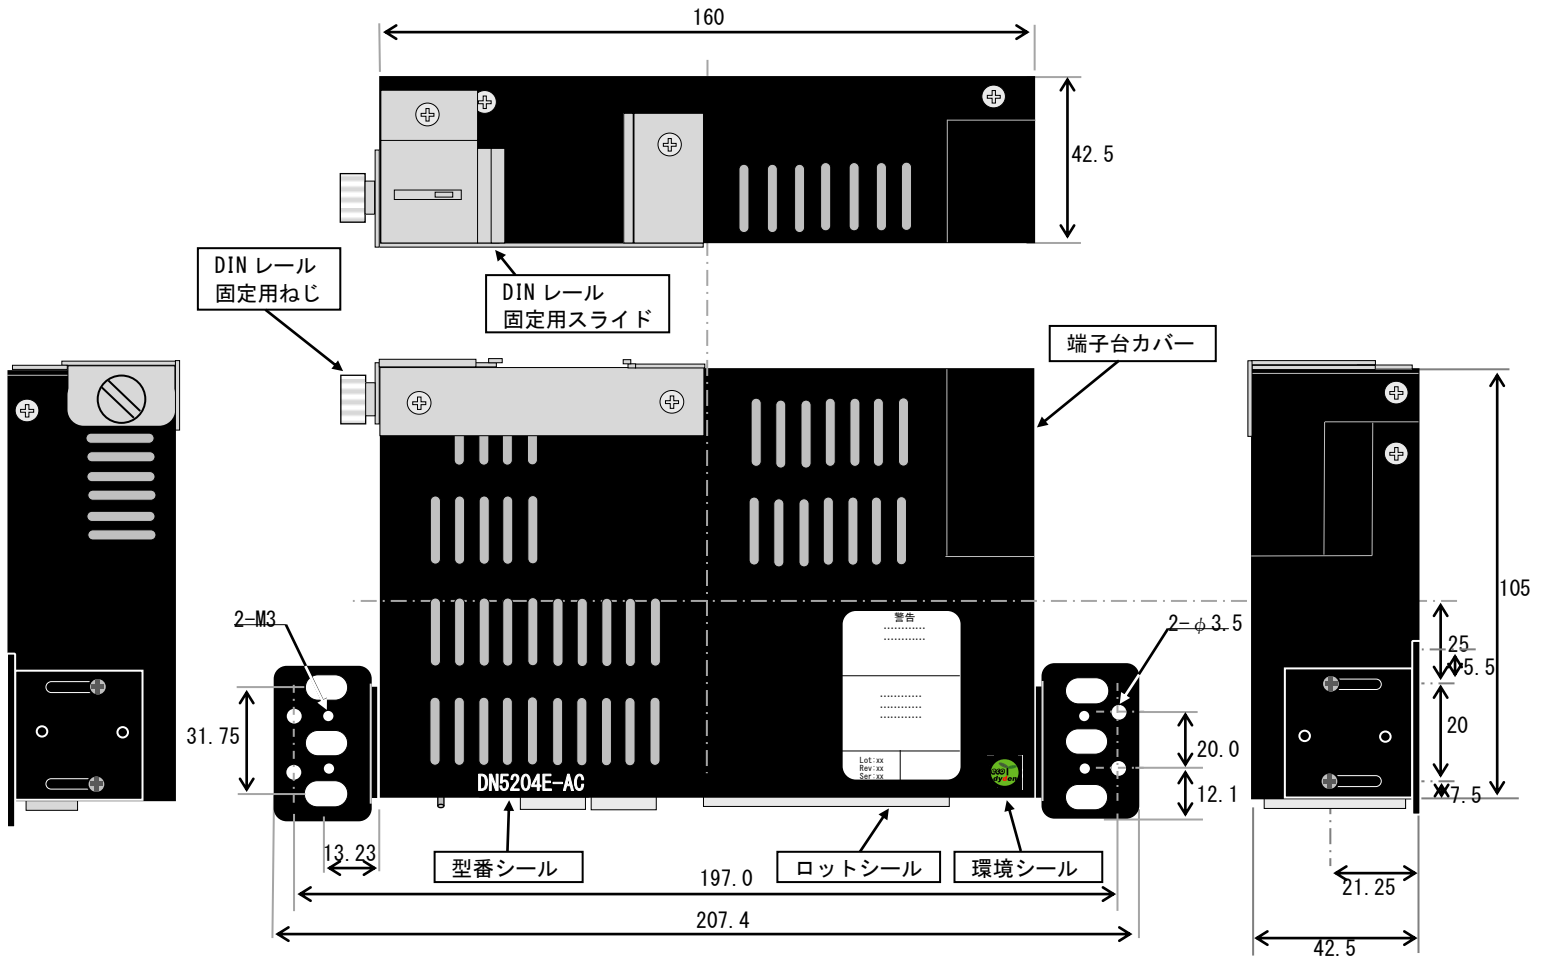 160
42.5
DIN レール
固定用ねじ
DIN レール
固定用スライド
端子台カバー
105
2-M3
警告
2-φ3.5
25
5.5
31.75
20.0
20
Lot:xx
Rev:xx
Ser:xx
eco
dyden
DN5204E-AC
12.1
7.5
13.23
型番シール
ロットシール
環境シール
197.0
21.25
207.4
42.5